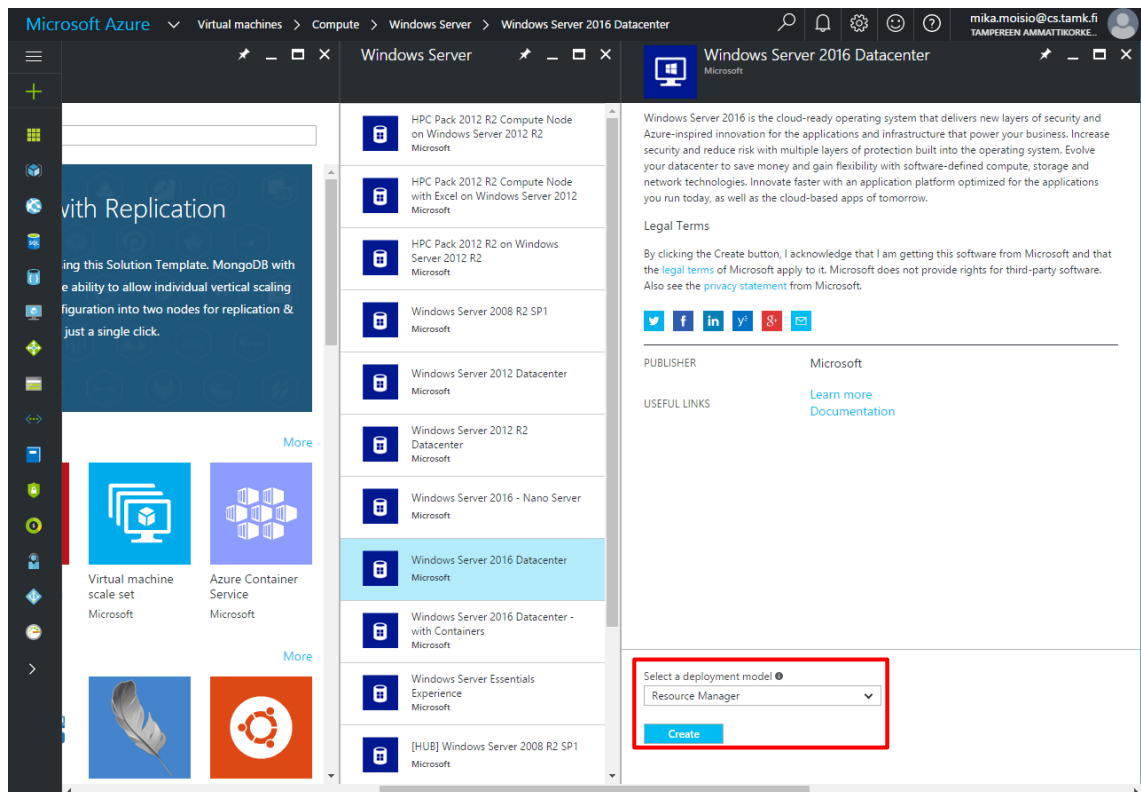 Microsoft Azure
Virtual machines > Compute > Windows Server > Windows Server 2016 Datacenter
mika.moisio@cs.tamk.fi
TAMPEREEN AMMATTIKORKE...
with Replication
ing this Solution Template. MongoDB with
e ability to allow individual vertical scaling
figuration into two nodes for replication &
just a single click.
More
Virtual machine
scale set
Microsoft
Azure Container
Service
Microsoft
More
Windows Server
HPC Pack 2012 R2 Compute Node
on Windows Server 2012 R2
Microsoft
HPC Pack 2012 R2 Compute Node
with Excel on Windows Server 2012
Microsoft
HPC Pack 2012 R2 on Windows
Server 2012 R2
Microsoft
Windows Server 2008 R2 SP1
Microsoft
Windows Server 2012 Datacenter
Microsoft
Windows Server 2012 R2
Datacenter
Microsoft
Windows Server 2016 - Nano Server
Microsoft
Windows Server 2016 Datacenter
Microsoft
Windows Server 2016 Datacenter -
with Containers
Microsoft
Windows Server Essentials
Experience
Microsoft
[HUB] Windows Server 2008 R2 SP1
Microsoft
Windows Server 2016 Datacenter
Microsoft
Windows Server 2016 is the cloud-ready operating system that delivers new layers of security and
Azure-inspired innovation for the applications and infrastructure that power your business. Increase
security and reduce risk with multiple layers of protection built into the operating system. Evolve
your datacenter to save money and gain flexibility with software-defined compute, storage and
network technologies. Innovate faster with an application platform optimized for the applications
you run today, as well as the cloud-based apps of tomorrow.
Legal Terms
By clicking the Create button, I acknowledge that I am getting this software from Microsoft and that
the legal terms of Microsoft apply to it. Microsoft does not provide rights for third-party software.
Also see the privacy statement from Microsoft.
PUBLISHER
Microsoft
USEFUL LINKS
Learn more
Documentation
Select a deployment model
Resource Manager
Create